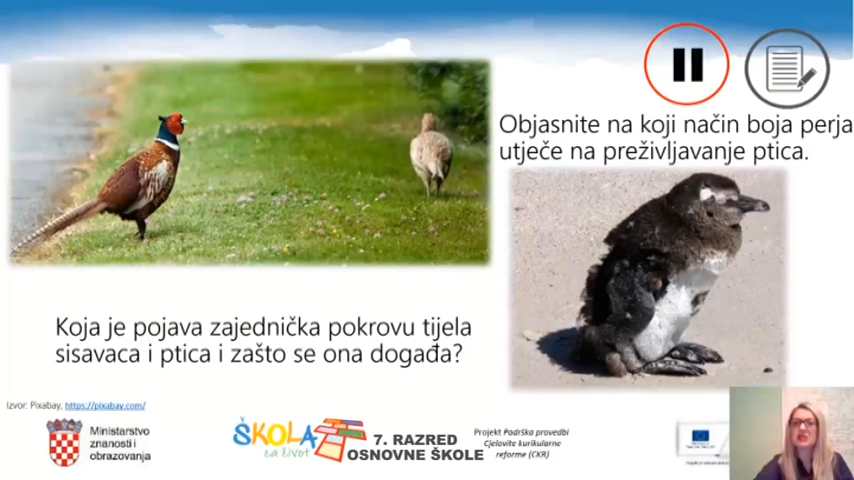 Objasnite na koji način boja perja
utječe na preživljavanje ptica.
Koja je pojava zajednička pokrovu tijela
sisavaca i ptica i zašto se ona događa?
Izvor: Pixabay, https://pixabay.com/
Ministarstvo
znanosti i
obrazovanja
ŠKOLA
za život
7. RAZRED
OSNOVNE ŠKOLE
Projekt Podrška provedbi
Cjelovite kurikularne
reforme (CKR)